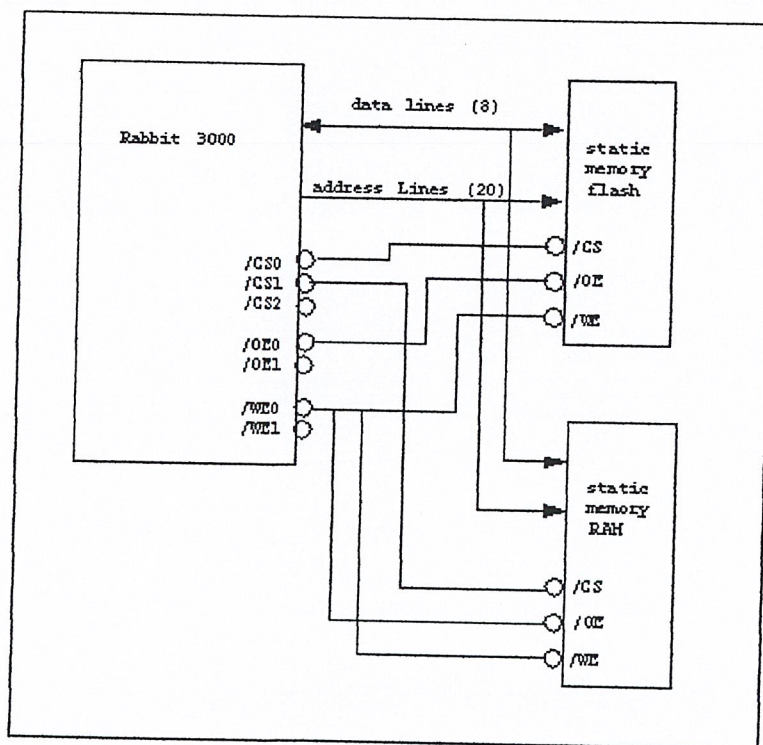 data lines (8)
Rabbit 3000
static
memory
flash
address Lines (20)
/CS0
/CS1
/CS2
/OE0
/OE1
/WE0
/WE1
/CS
/OE
/WE
static
memory
RAM
/CS
/OE
/WE